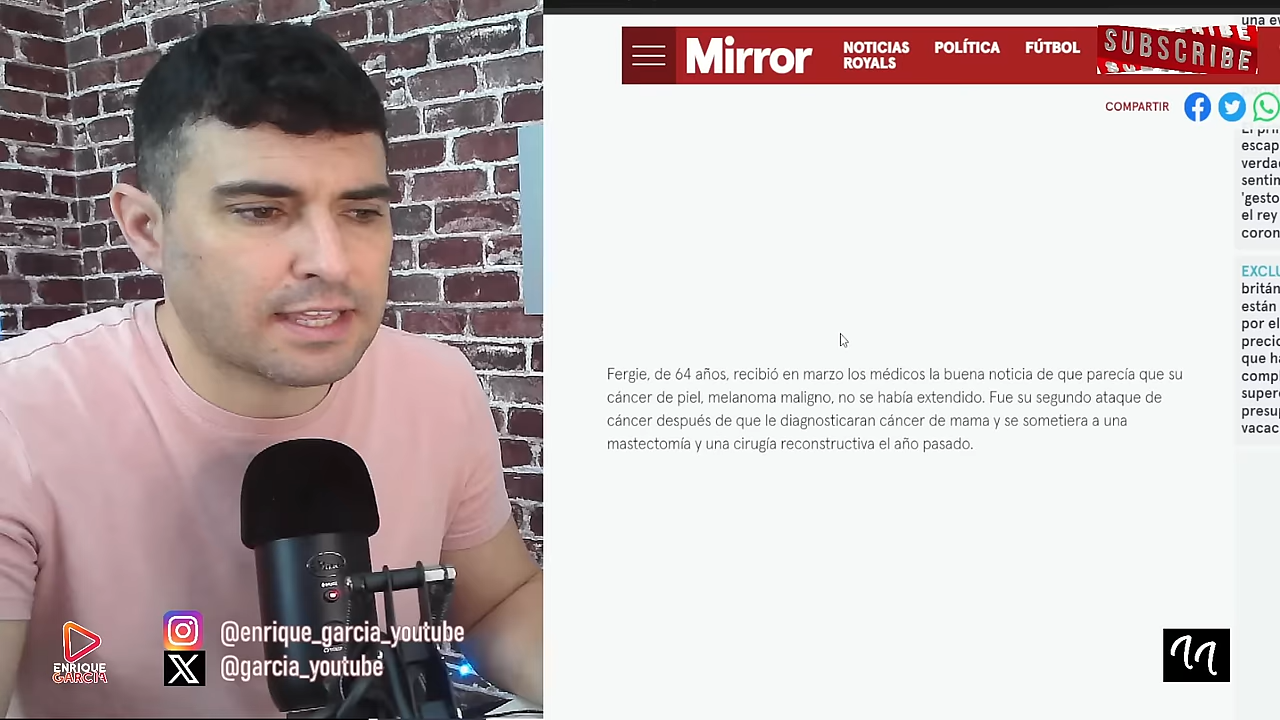 Mirror
NOTICIAS
ROYALS
POLÍTICA
FÚTBOL
SUBSCRIBE
COMPARTIR
Fergie, de 64 años, recibió en marzo los médicos la buena noticia de que parecía que su
cáncer de piel, melanoma maligno, no se había extendido. Fue su segundo ataque de
cáncer después de que le diagnosticaran cáncer de mama y se sometiera a una
mastectomía y una cirugía reconstructiva el año pasado.
una ev
escap
verda
sentin
'gesto
el rey
coron
EXCLU
britán
están
por el
precio
que ha
compl
super
presu
vacac
@enrique_garcia_youtube
@garcia_youtube
ENRIQUE
GARCIA